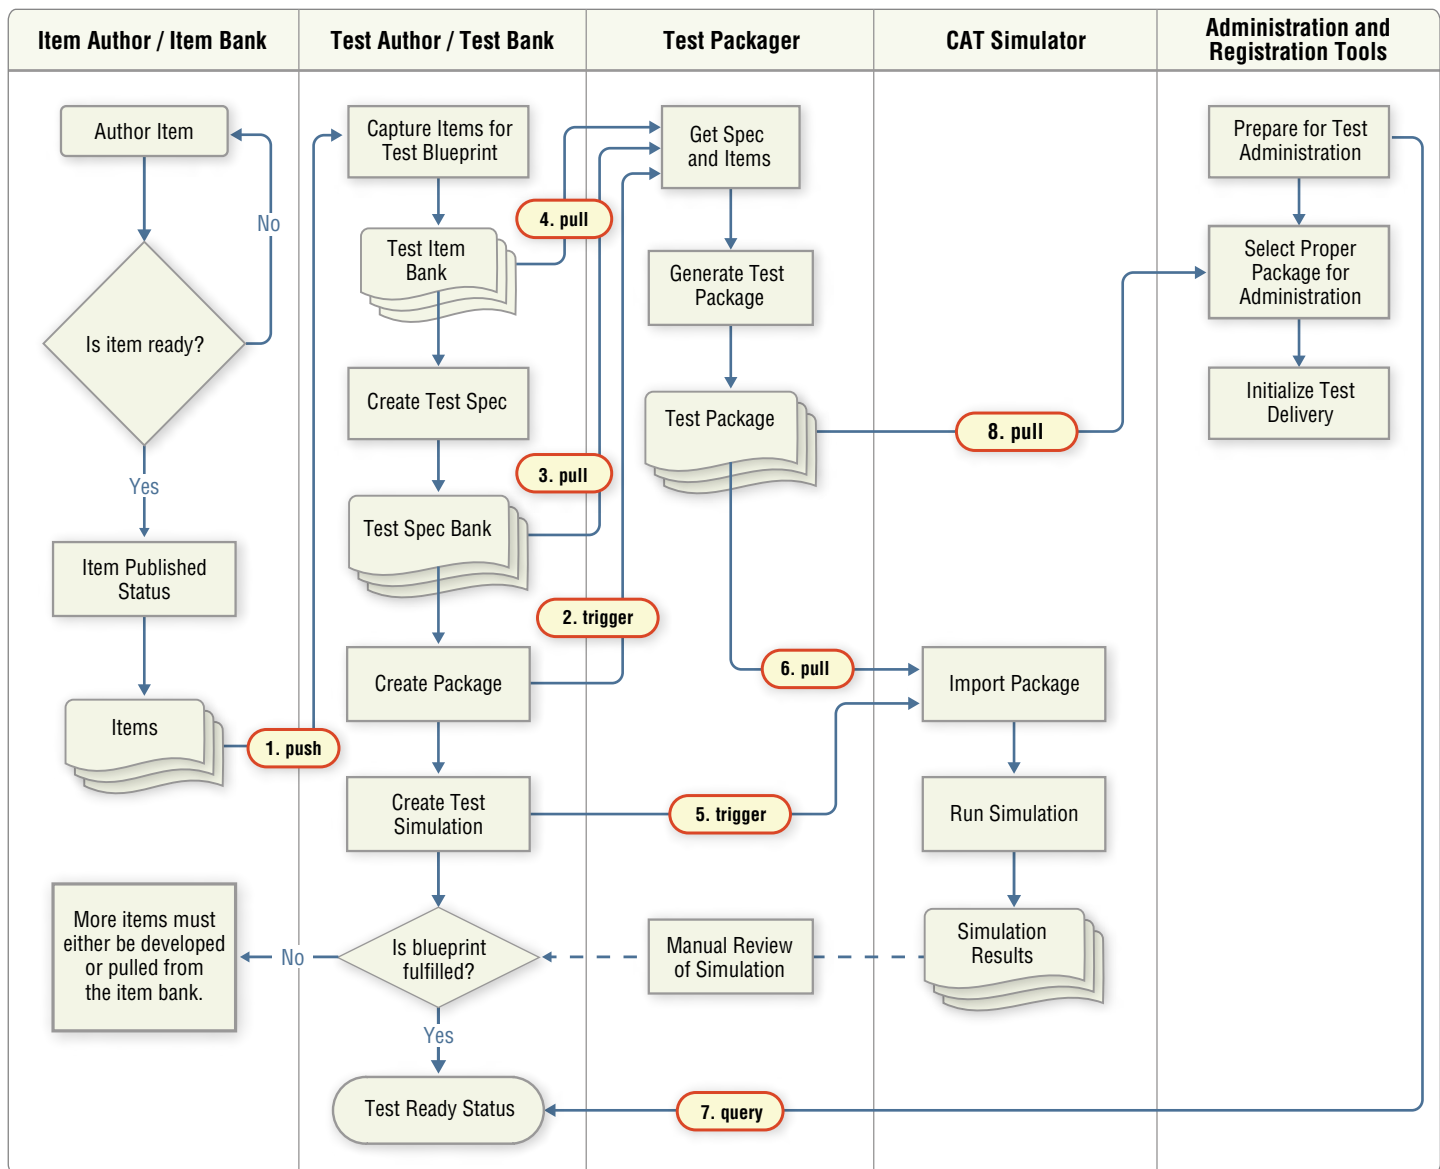 Item Author / Item Bank
Test Author / Test Bank
Test Packager
CAT Simulator
Administration and
Registration Tools
Author Item
No
Is item ready?
Yes
Item Published
Status
Items
1. push
More items must
either be developed
or pulled from
the item bank.
Capture Items for
Test Blueprint
Test Item
Bank
4. pull
Create Test Spec
3. pull
Test Spec Bank
2. trigger
Create Package
Create Test
Simulation
5. trigger
Is blueprint
fulfilled?
No
Yes
Test Ready Status
7. query
Get Spec
and Items
Generate Test
Package
Test Package
6. pull
8. pull
Manual Review
of Simulation
Import Package
Run Simulation
Simulation
Results
Prepare for Test
Administration
Select Proper
Package for
Administration
Initialize Test
Delivery